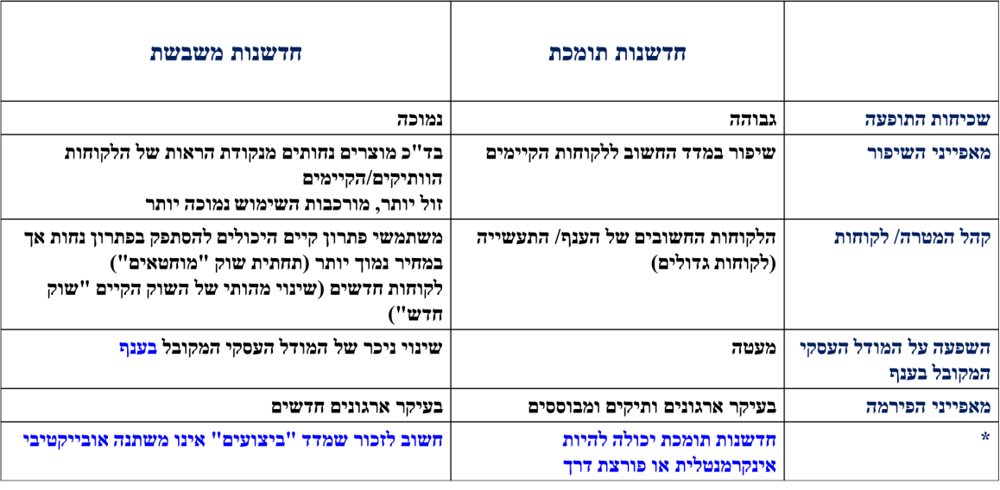 חדשנות תומכת
חדשנות משבשת
שכיחות התופעה
גבוהה
נמוכה
מאפייני השיפור
שיפור במדד החשוב ללקוחות הקיימים
בד"כ מוצרים נחותים מנקודת הראות של הלקוחות
הוותיקים/הקיימים
זול יותר, מורכבות השימוש נמוכה יותר
קהל המטרה/ לקוחות
הלקוחות החשובים של הענף/ התעשייה
(לקוחות גדולים)
משתמשי פתרון קיים היכולים להסתפק בפתרון נחות אך
במחיר נמוך יותר (תחתית שוק "מוחטאים")
לקוחות חדשים (שינוי מהותי של השוק הקיים "שוק
חדש")
השפעה על המודל העסקי
המקובל בענף
מעטה
שינוי ניכר של המודל העסקי המקובל בענף
מאפייני הפירמה
בעיקר ארגונים ותיקים ומבוססים
בעיקר ארגונים חדשים
*
חדשנות תומכת יכולה להיות
אינקרמנטלית או פורצת דרך
חשוב לזכור שמדד "ביצועים" אינו משתנה אובייקטיבי